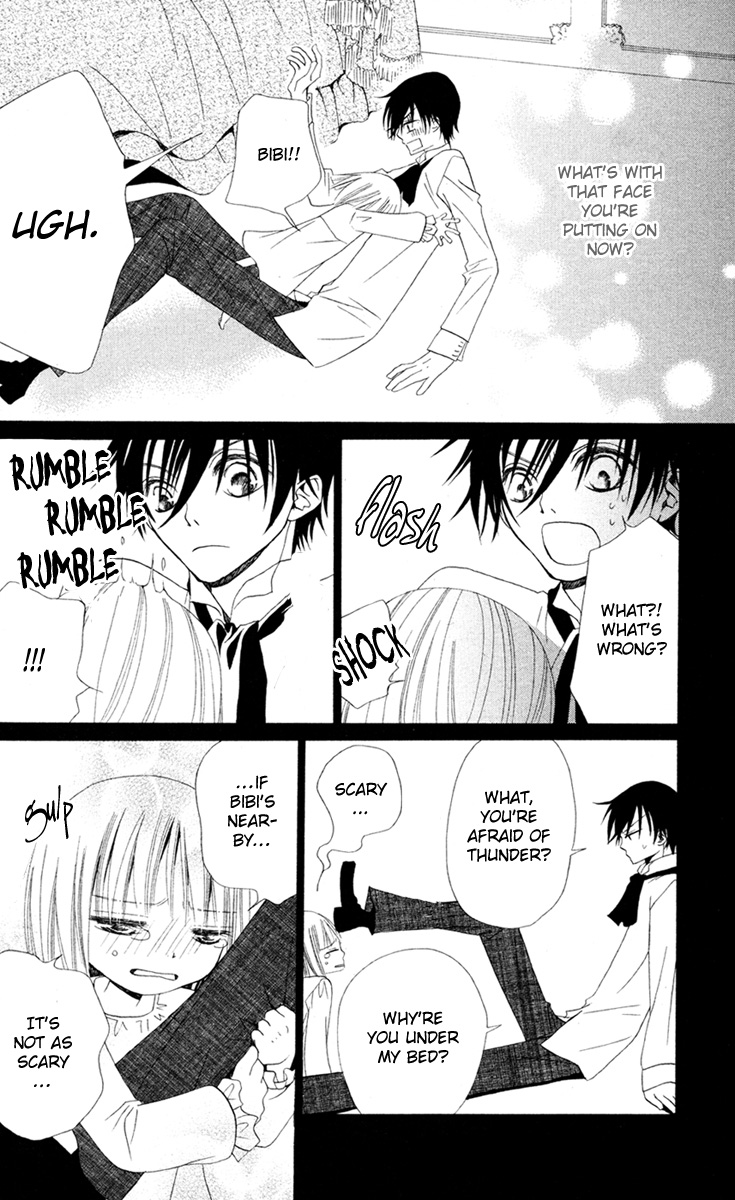 WHAT'S WITH
THAT FACE
YOU'RE
PUTTING ON
NOW?
BIBI!!
UGH.
WHAT?!
WHAT'S
WRONG?
flash
SHOCK
RUMBLE
RUMBLE
RUMBLE
!!!
WHAT,
YOU'RE
AFRAID OF
THUNDER?
SCARY
...
WHY'RE
YOU UNDER
MY BED?
...IF
BIBI'S
NEAR-
BY...
gulp
IT'S
NOT AS
SCARY
...